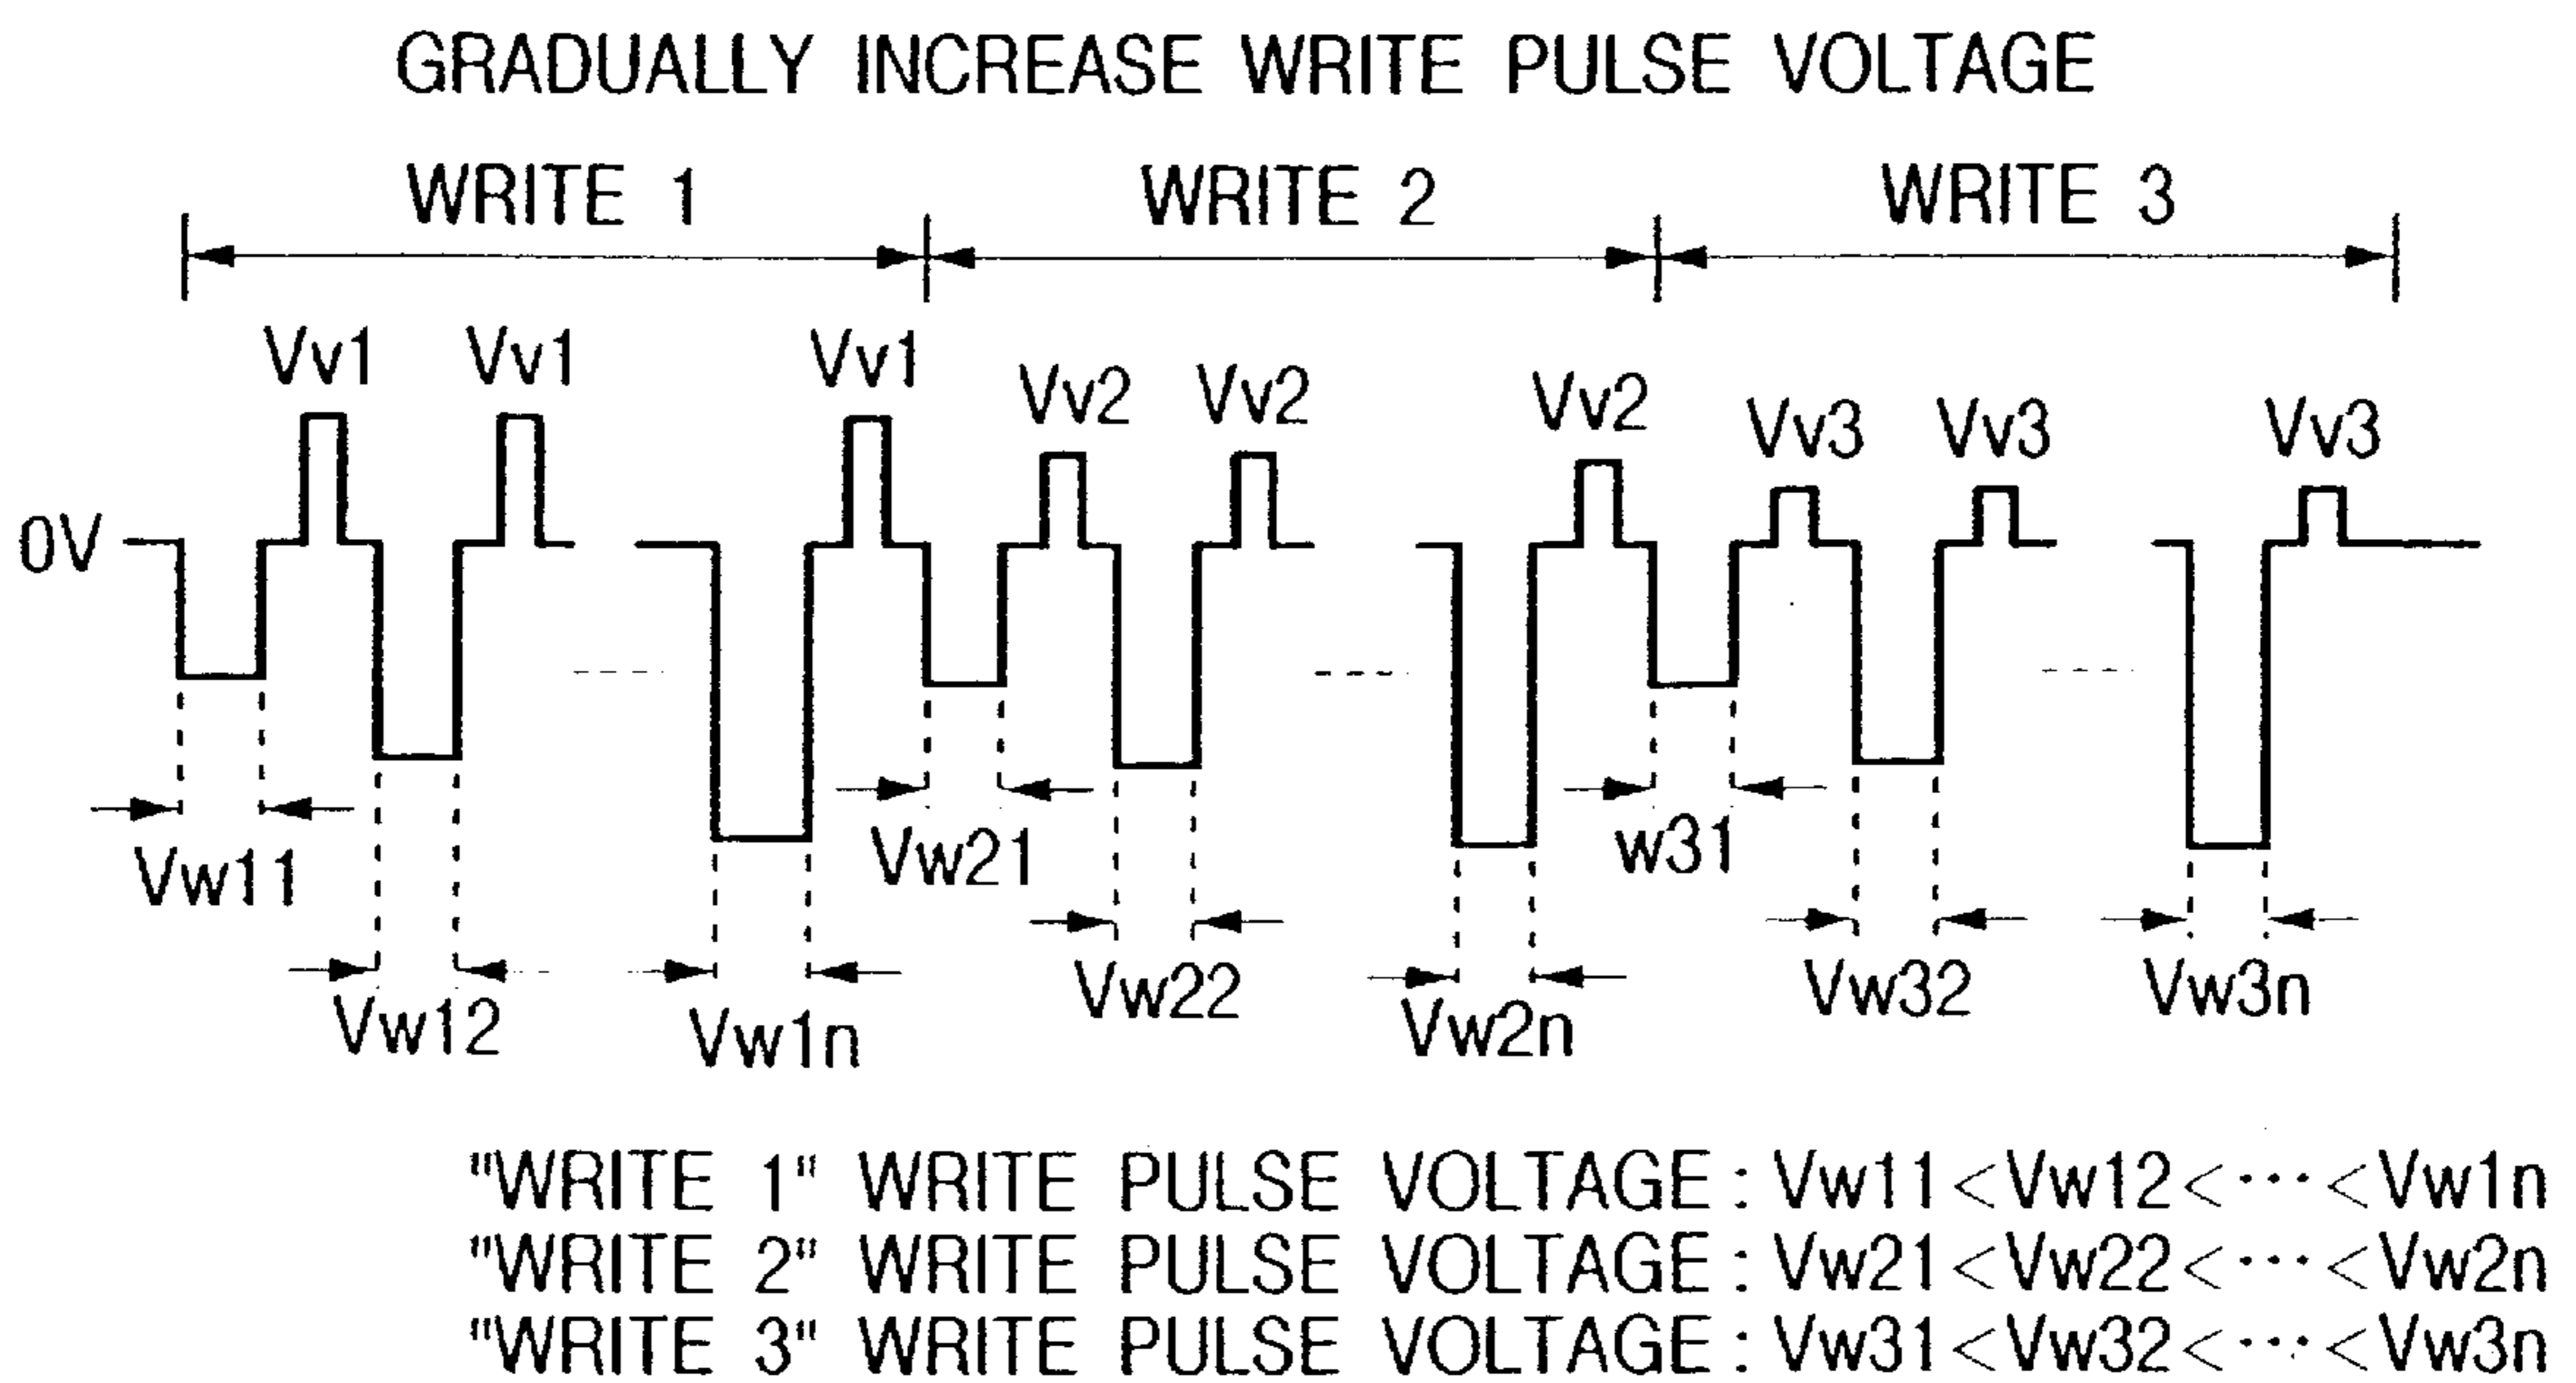 GRADUALLY INCREASE WRITE PULSE VOLTAGE
WRITE 1 WRITE 2 WRITE 3
Vv1 Vv1 Vv1 Vv2 Vv2 Vv2 Vv3 Vv3 Vv3
0V
Vw11 Vw21 w31
Vw12 Vw1n Vw22 Vw2n Vw32 Vw3n
"WRITE 1" WRITE PULSE VOLTAGE : Vw11<Vw12<···<Vw1n
"WRITE 2" WRITE PULSE VOLTAGE : Vw21<Vw22<···<Vw2n
"WRITE 3" WRITE PULSE VOLTAGE : Vw31<Vw32<···<Vw3n